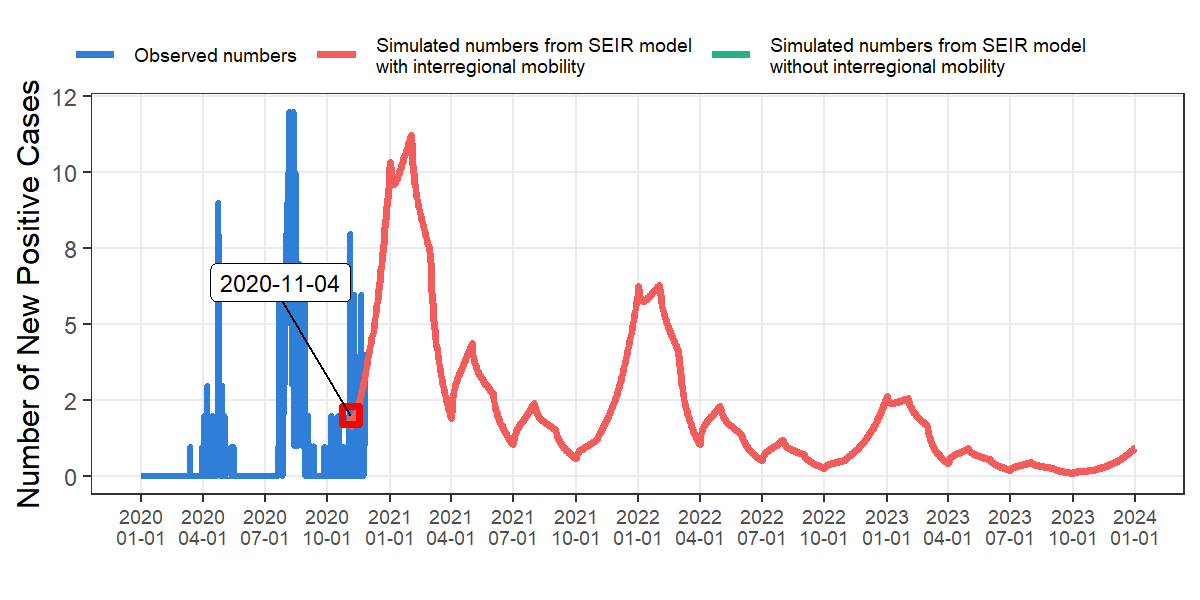 Observed numbers
Simulated numbers from SEIR model
with interregional mobility
Simulated numbers from SEIR model
without interregional mobility
Number of New Positive Cases
12
10
8
5
2
0
2020-11-04
2020 2020 2020 2020 2021 2021 2021 2021 2022 2022 2022 2022 2023 2023 2023 2023 2024
01-01 04-01 07-01 10-01 01-01 04-01 07-01 10-01 01-01 04-01 07-01 10-01 01-01 04-01 07-01 10-01 01-01